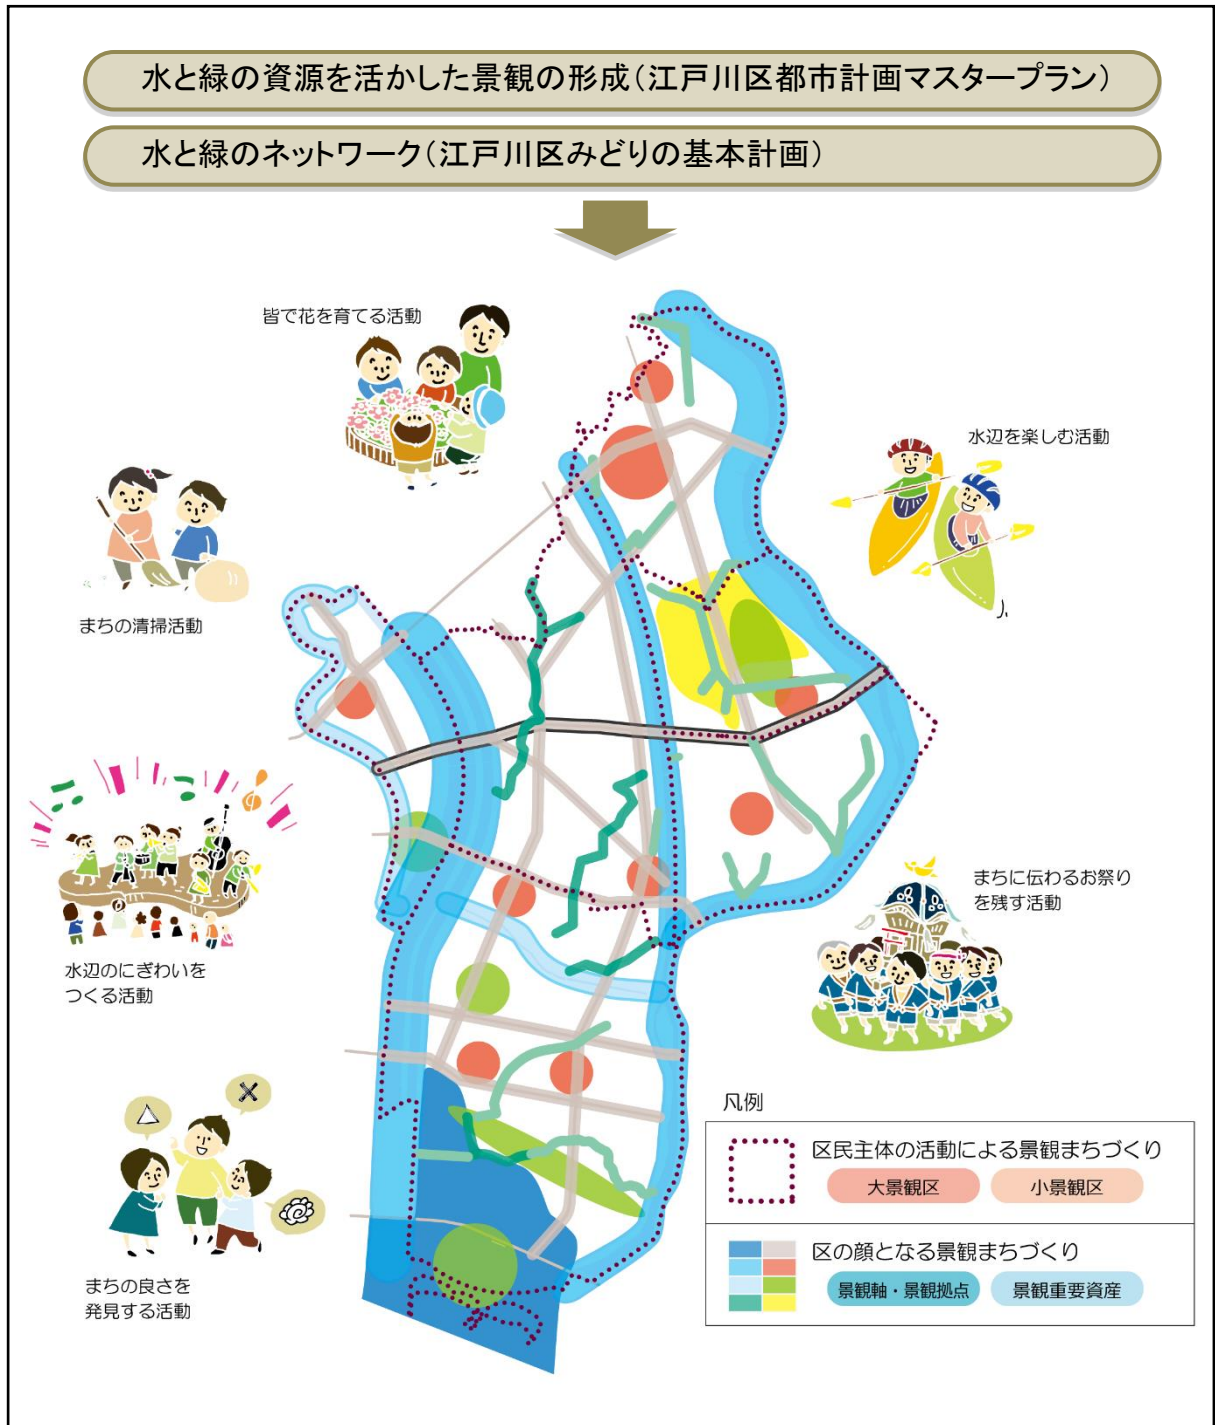 水と緑の資源を活かした景観の形成(江戸川区都市計画マスタープラン)
水と緑のネットワーク(江戸川区みどりの基本計画)
皆で花を育てる活動
水辺を楽しむ活動
まちの清掃活動
まちに伝わるお祭り
を残す活動
水辺のにぎわいを
つくる活動
まちの良さを
発見する活動
凡例
区民主体の活動による景観まちづくり
大景観区
小景観区
区の顔となる景観まちづくり
景観軸・景観拠点
景観重要資産